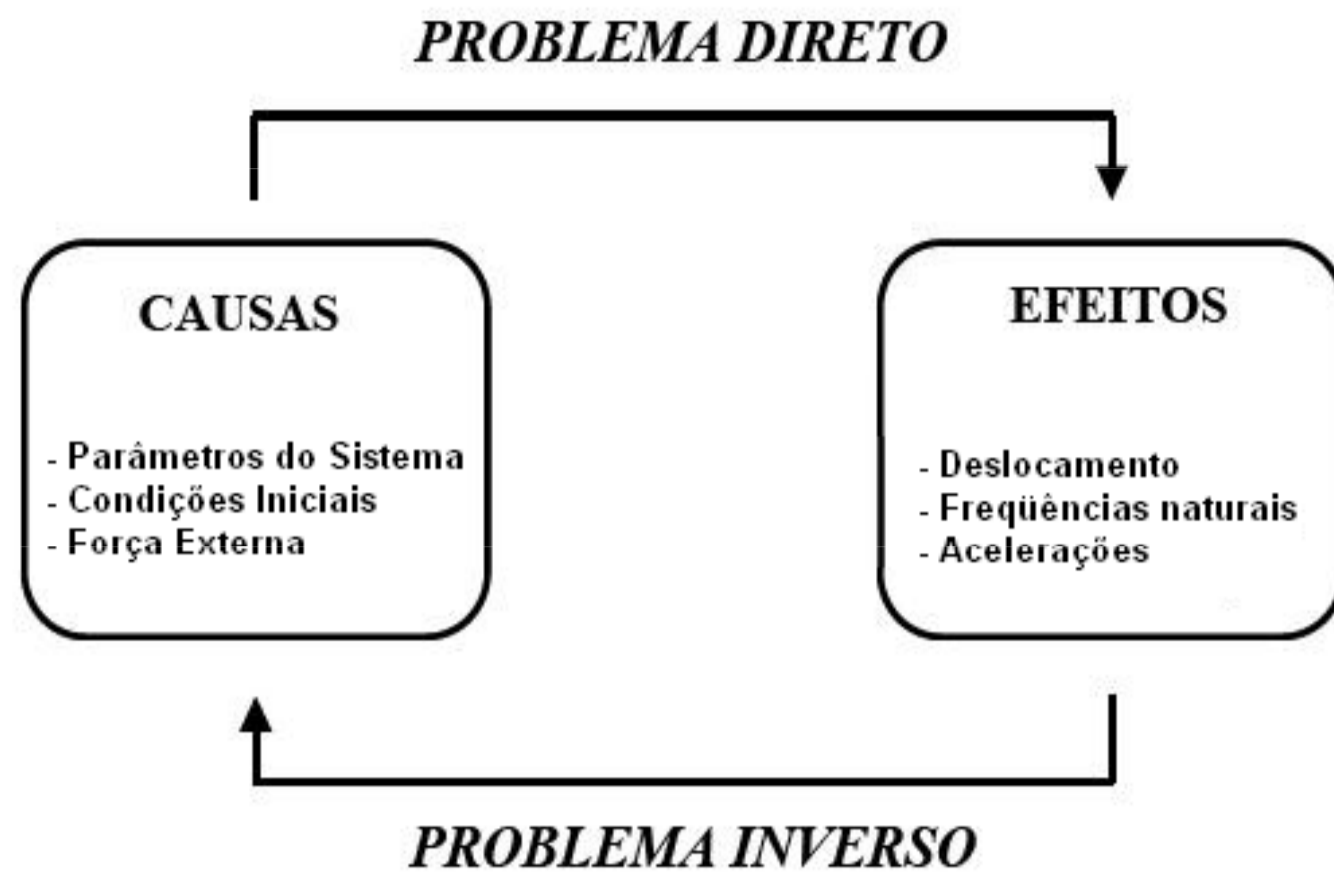 PROBLEMA DIRETO
CAUSAS
- Parâmetros do Sistema
- Condições Iniciais
- Força Externa
EFEITOS
- Deslocamento
- Freqüências naturais
- Acelerações
PROBLEMA INVERSO